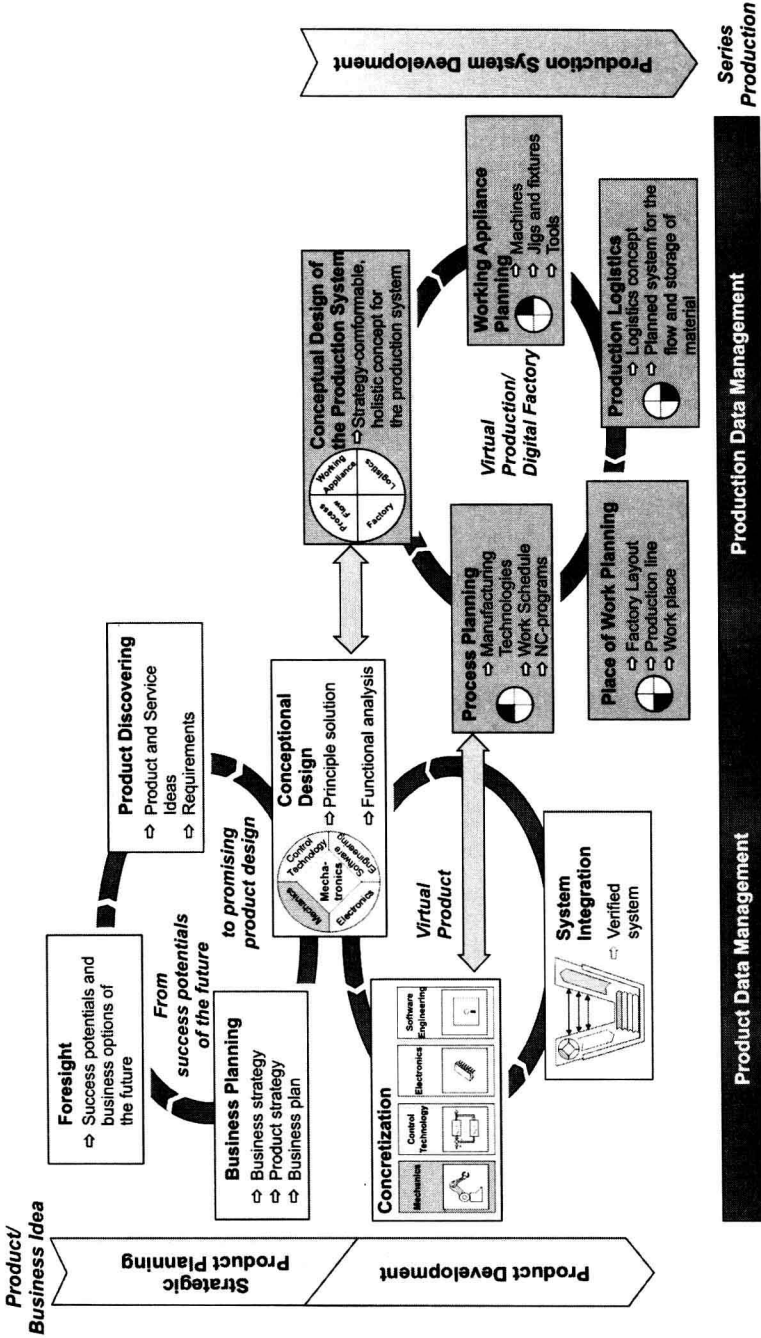 Product/
Business Idea
Strategic
Product Planning
Product Development
Foresight
⇨ Success potentials and
business options of
the future
Product Discovering
⇨ Product and Service
Ideas
⇨ Requirements
From
success potentials
of the future
to promising
product design
Business Planning
⇨ Business strategy
⇨ Product strategy
⇨ Business plan
Conceptional
Design
⇨ Principle solution
⇨ Functional analysis
Mechanics
Control
Technology
Mecha-
tronics
Software
Engineering
Electronics
Virtual
Product
Concretization
Mechanics
Control
Technology
Electronics
Software
Engineering
System
Integration
⇨ Verified
system
Conceptual Design of
the Production System
⇨ Strategy-comformable,
holistic concept for
the production system
Process
Flow
Working
Appliance
Factory
Logistics
Process Planning
⇨ Manufacturing
Technologies
⇨ Work Schedule
⇨ NC-programs
Virtual
Production/
Digital Factory
Working Appliance
Planning
⇨ Machines
⇨ Jigs and fixtures
⇨ Tools
Place of Work Planning
⇨ Factory Layout
⇨ Production line
⇨ Work place
Production Logistics
⇨ Logistics concept
⇨ Planned system for the
flow and storage of
material
Production System Development
Series
Production
Product Data Management
Production Data Management